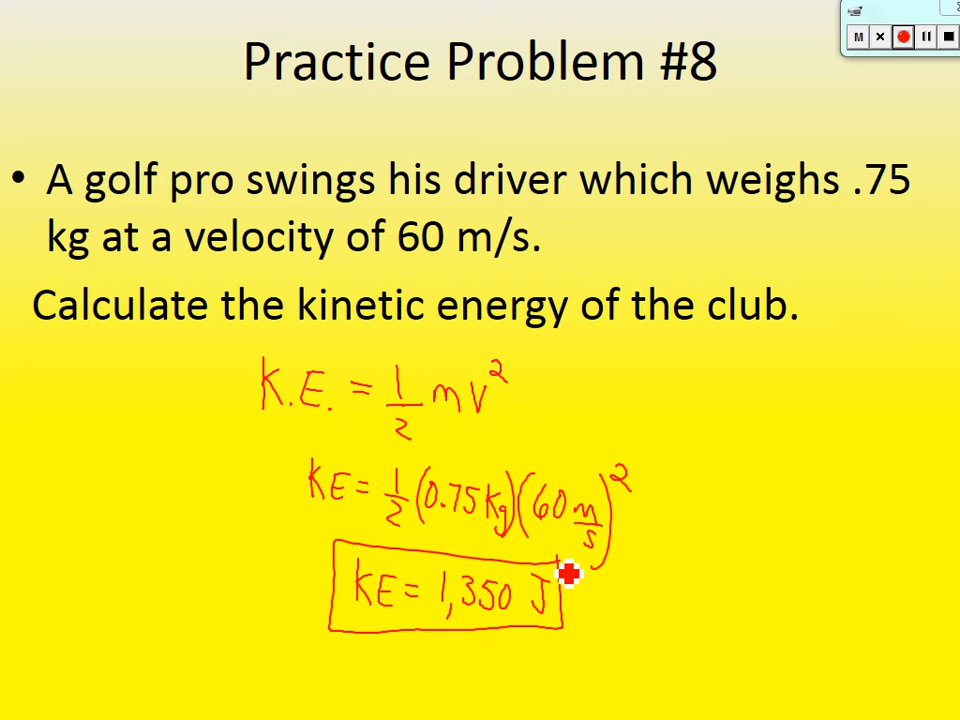 Practice Problem #8
• A golf pro swings his driver which weighs .75
kg at a velocity of 60 m/s.
Calculate the kinetic energy of the club.
K.E. = 1/2 mv²
KE = 1/2 (0.75 kg)(60 m/s)²
KE = 1,350 J
M